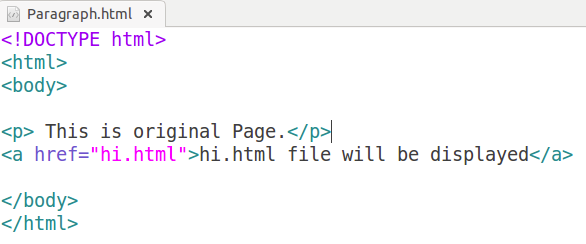 Paragraph.html ×
<!DOCTYPE html>
<html>
<body>
<p> This is original Page.</p>
<a href="hi.html">hi.html file will be displayed</a>
</body>
</html>